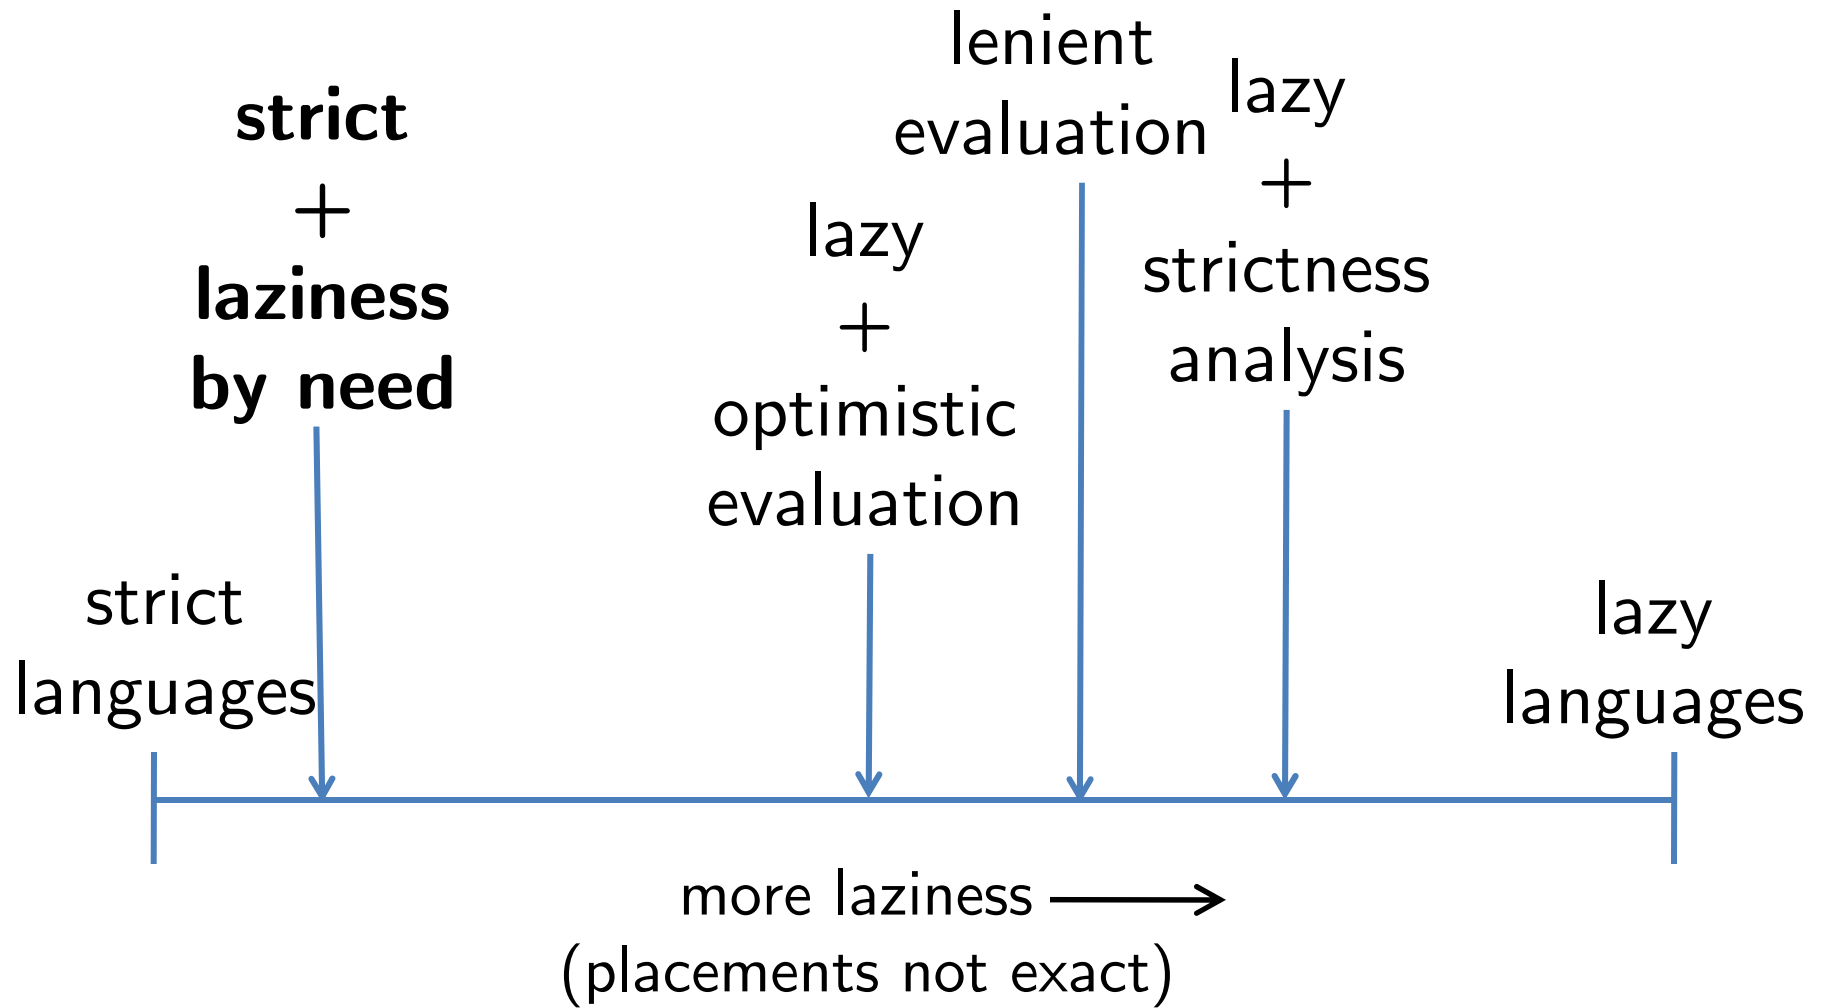 strict
+
laziness
by need
lazy
+
optimistic
evaluation
lenient
evaluation
lazy
+
strictness
analysis
strict
languages
lazy
languages
more laziness
(placements not exact)